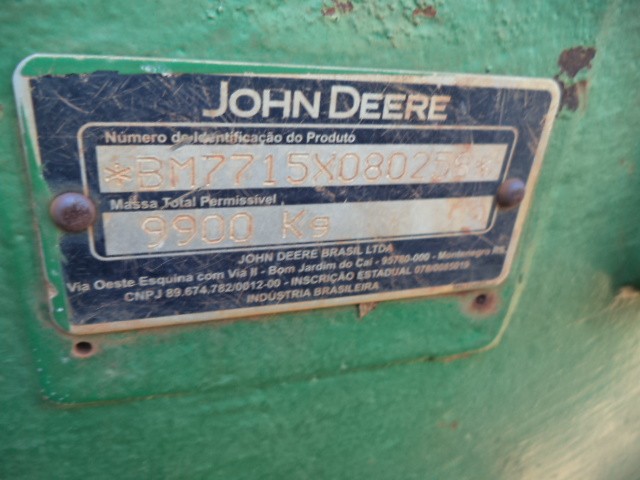 JOHN DEERE
Número de Identificação do Produto
*BM7715X080258*
Massa Total Permissível
9900 Kg
JOHN DEERE BRASIL LTDA
Via Oeste Esquina com Via II - Bom Jardim do Caí - 95780-000 - Montenegro RS.
CNPJ 89.674.782/0012-00 - INSCRIÇÃO ESTADUAL
INDÚSTRIA BRASILEIRA